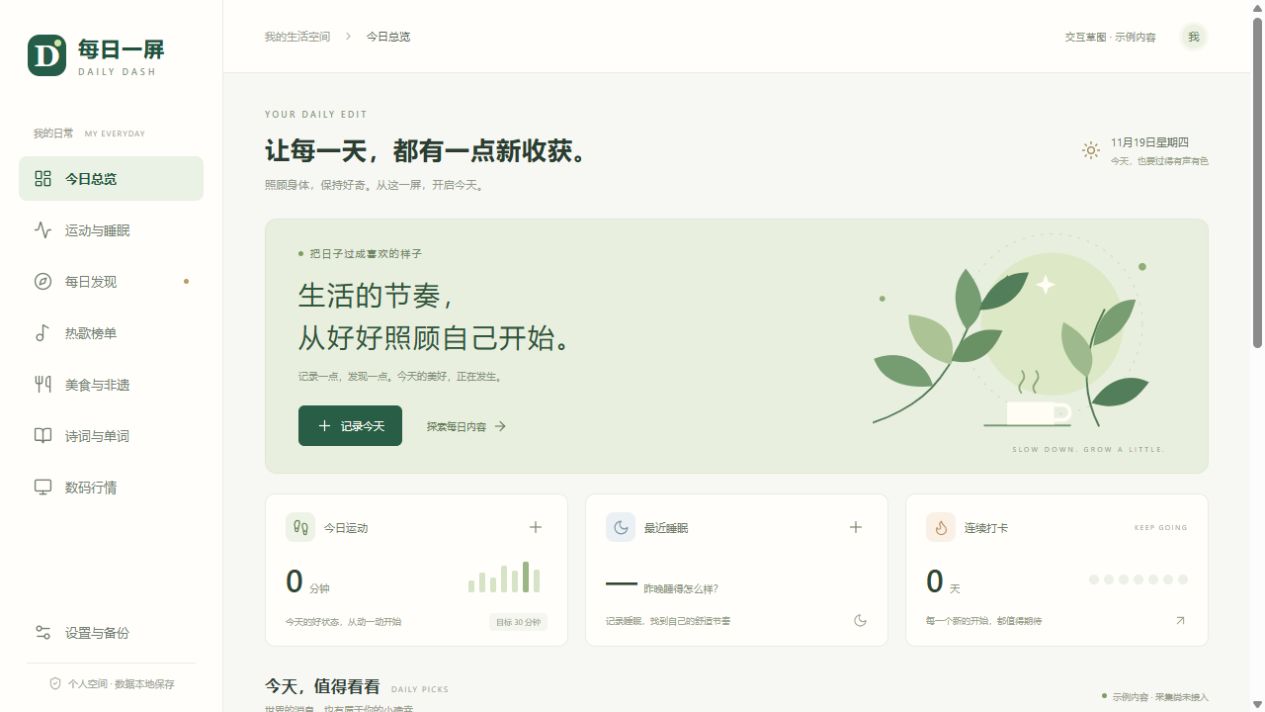 D
每日一屏
DAILY DASH
我的日常 MY EVERYDAY
今日总览
运动与睡眠
每日发现
热歌榜单
美食与非遗
诗词与单词
数码行情
设置与备份
个人空间 · 数据本地保存
我的生活空间 > 今日总览
交互草图 · 示例内容
我
YOUR DAILY EDIT
让每一天，都有一点新收获。
照顾身体，保持好奇。从这一屏，开启今天。
11月19日星期四
今天，也要过得有声有色
把日子过成喜欢的样子
生活的节奏，
从好好照顾自己开始。
记录一点，发现一点。今天的美好，正在发生。
+ 记录今天
探索每日内容 →
SLOW DOWN. GROW A LITTLE.
今日运动
0 分钟
今天的好状态，从动一动开始
目标 30 分钟
最近睡眠
— 昨晚睡得怎么样？
记录睡眠，找到自己的舒适节奏
连续打卡
KEEP GOING
0 天
每一个新的开始，都值得期待
今天，值得看看 DAILY PICKS
示例内容 · 采集尚未接入
世界的消息，也有属于你的小确幸